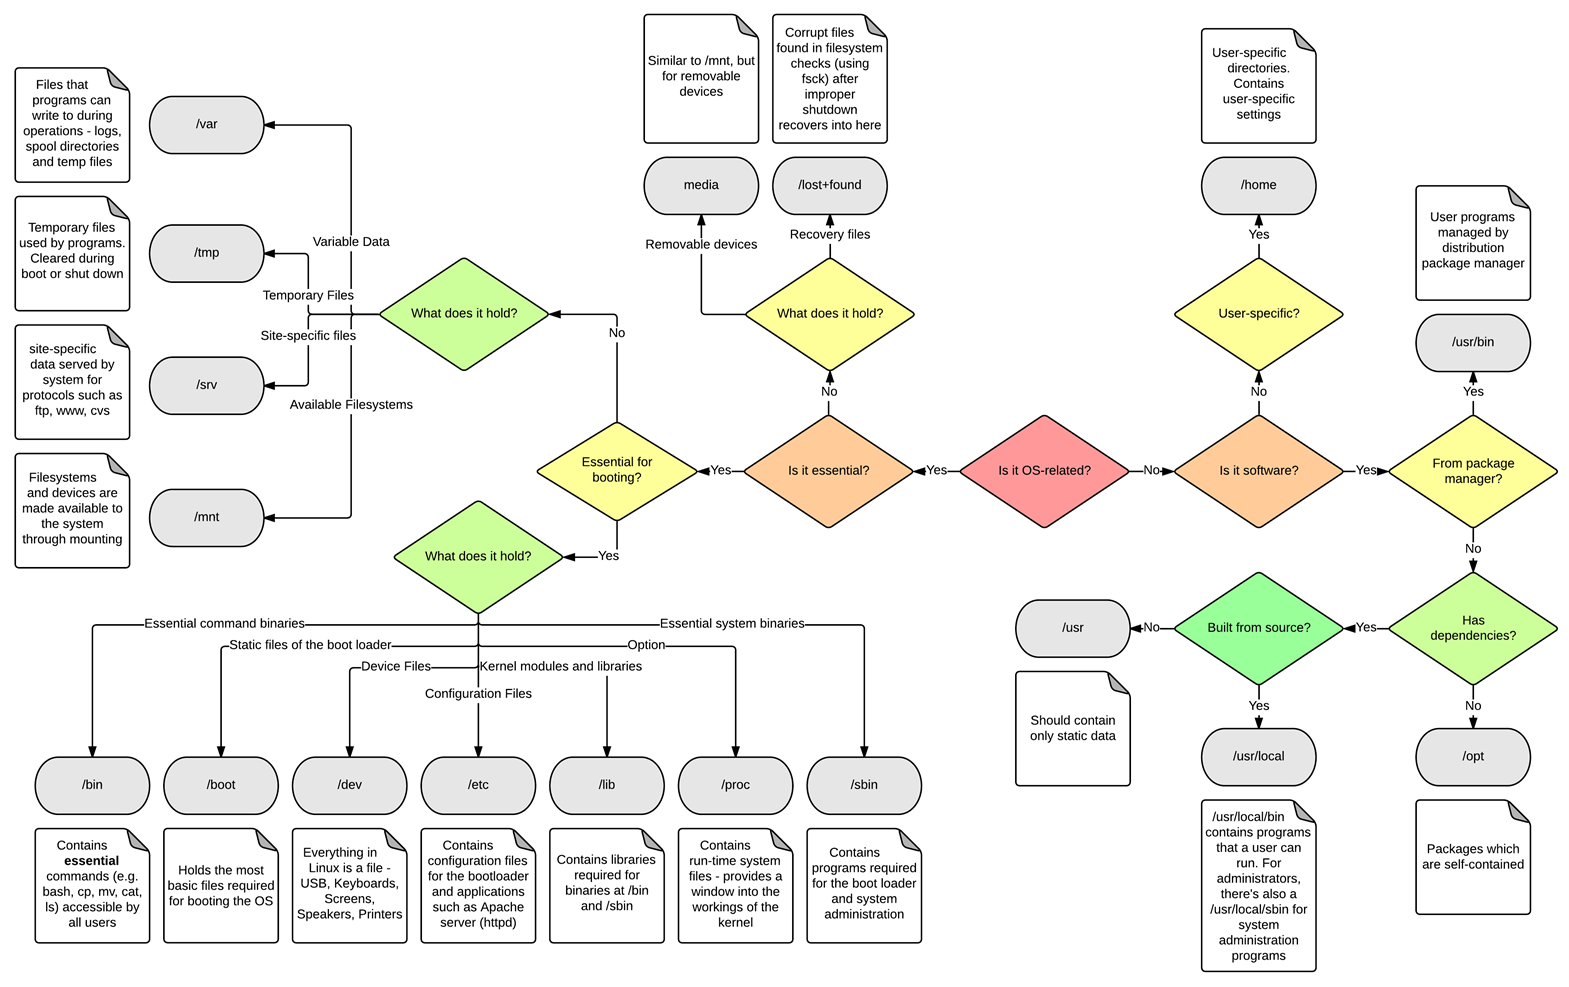 Similar to /mnt, but
for removable
devices
Corrupt files
found in filesystem
checks (using
fsck) after
improper
shutdown
recovers into here
User-specific
directories.
Contains
user-specific
settings
Files that
programs can
write to during
operations - logs,
spool directories
and temp files
/var
media
/lost+found
/home
Temporary files
used by programs.
Cleared during
boot or shut down
/tmp
Variable Data
Removable devices
Recovery files
Yes
User programs
managed by
distribution
package manager
Temporary Files
What does it hold?
What does it hold?
User-specific?
Site-specific files
No
/usr/bin
site-specific
data served by
system for
protocols such as
ftp, www, cvs
/srv
Available Filesystems
No
No
Yes
Filesystems
and devices are
made available to
the system
through mounting
/mnt
Essential for
booting?
Yes
Is it essential?
Yes
Is it OS-related?
No
Is it software?
Yes
From package
manager?
What does it hold?
Yes
No
Essential command binaries
Essential system binaries
Static files of the boot loader
Option
Device Files
Kernel modules and libraries
Configuration Files
/usr
No
Built from source?
Yes
Has
dependencies?
Should contain
only static data
Yes
No
/bin
/boot
/dev
/etc
/lib
/proc
/sbin
/usr/local
/opt
Contains
essential
commands (e.g.
bash, cp, mv, cat,
ls) accessible by
all users
Holds the most
basic files required
for booting the OS
Everything in
Linux is a file -
USB, Keyboards,
Screens,
Speakers, Printers
Contains
configuration files
for the bootloader
and applications
such as Apache
server (httpd)
Contains libraries
required for
binaries at /bin
and /sbin
Contains
run-time system
files - provides a
window into the
workings of the
kernel
Contains
programs required
for the boot loader
and system
administration
/usr/local/bin
contains programs
that a user can
run. For
administrators,
there's also a
/usr/local/sbin for
system
administration
programs
Packages which
are self-contained